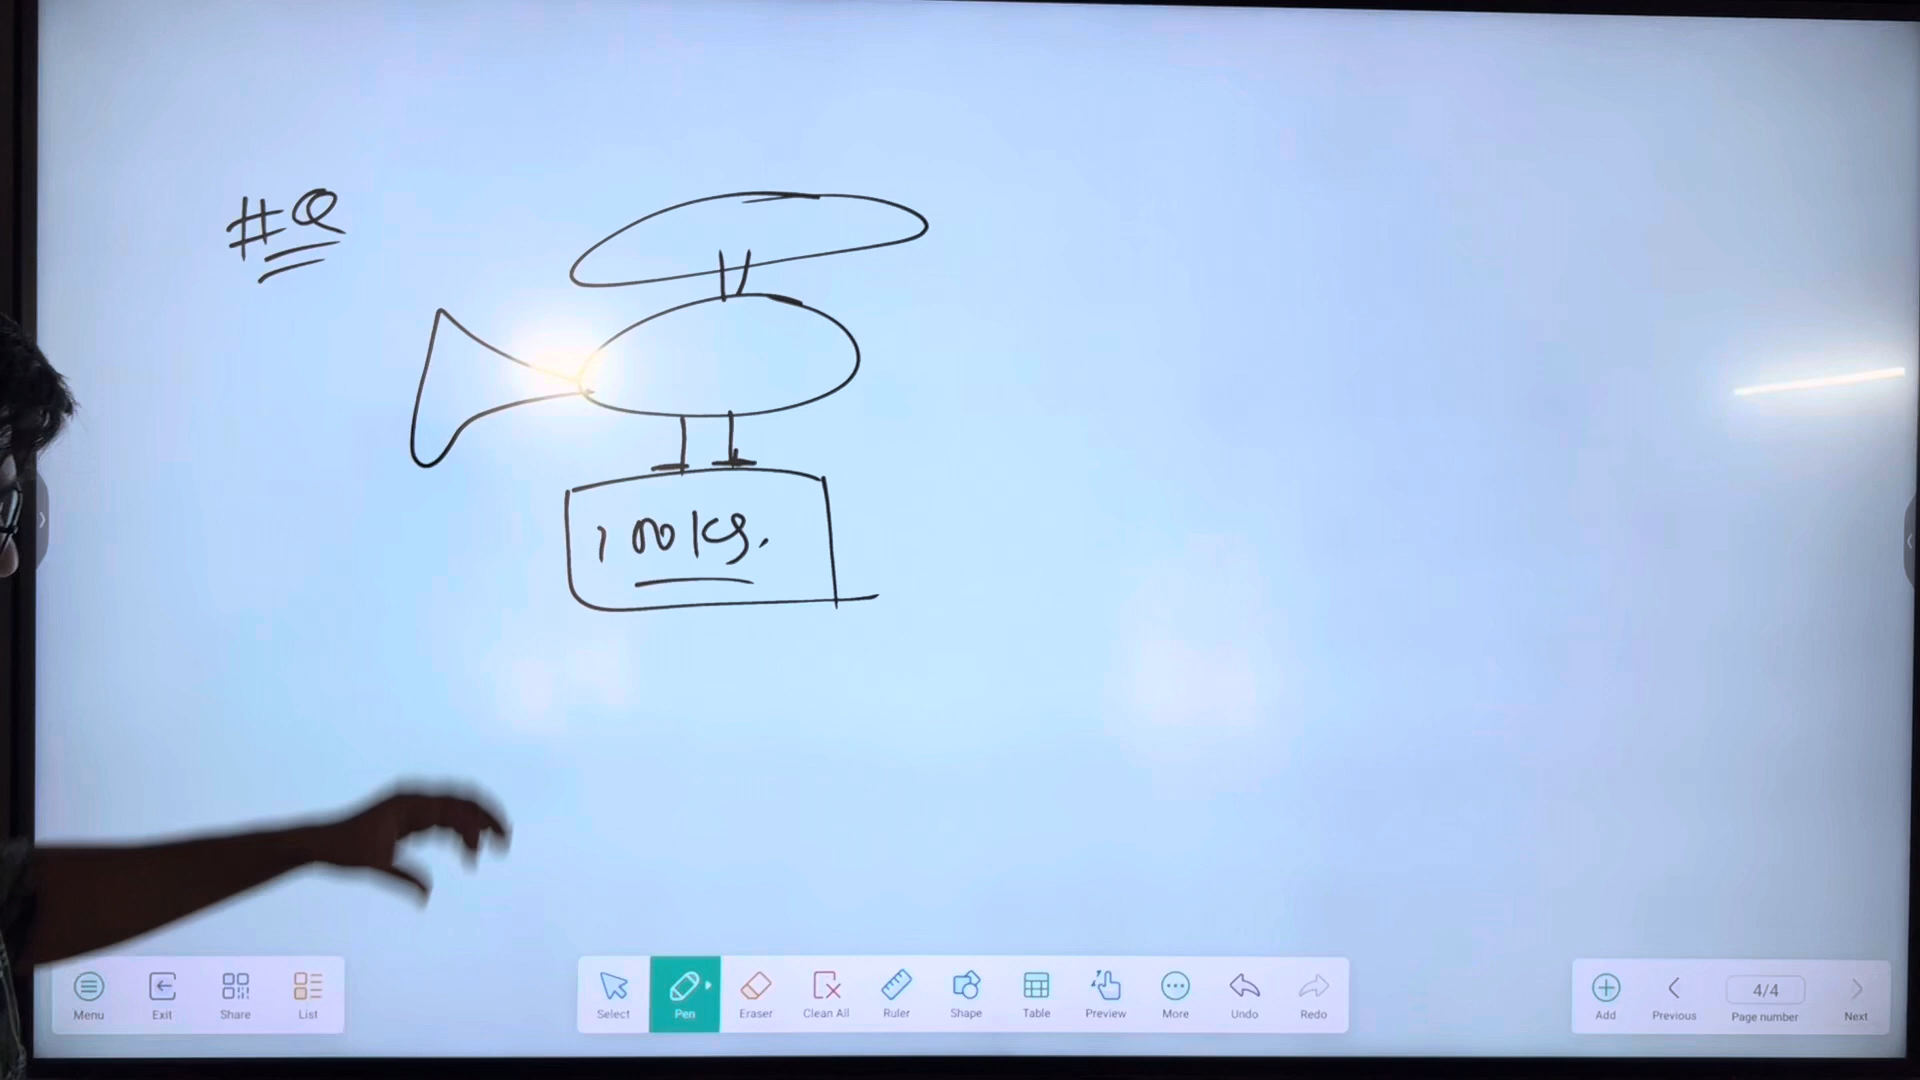 #Q
100 kg.
Menu
Exit
Share
List
Select
Pen
Eraser
Clean All
Ruler
Shape
Table
Preview
More
Undo
Redo
Add
Previous
4/4
Page number
Next